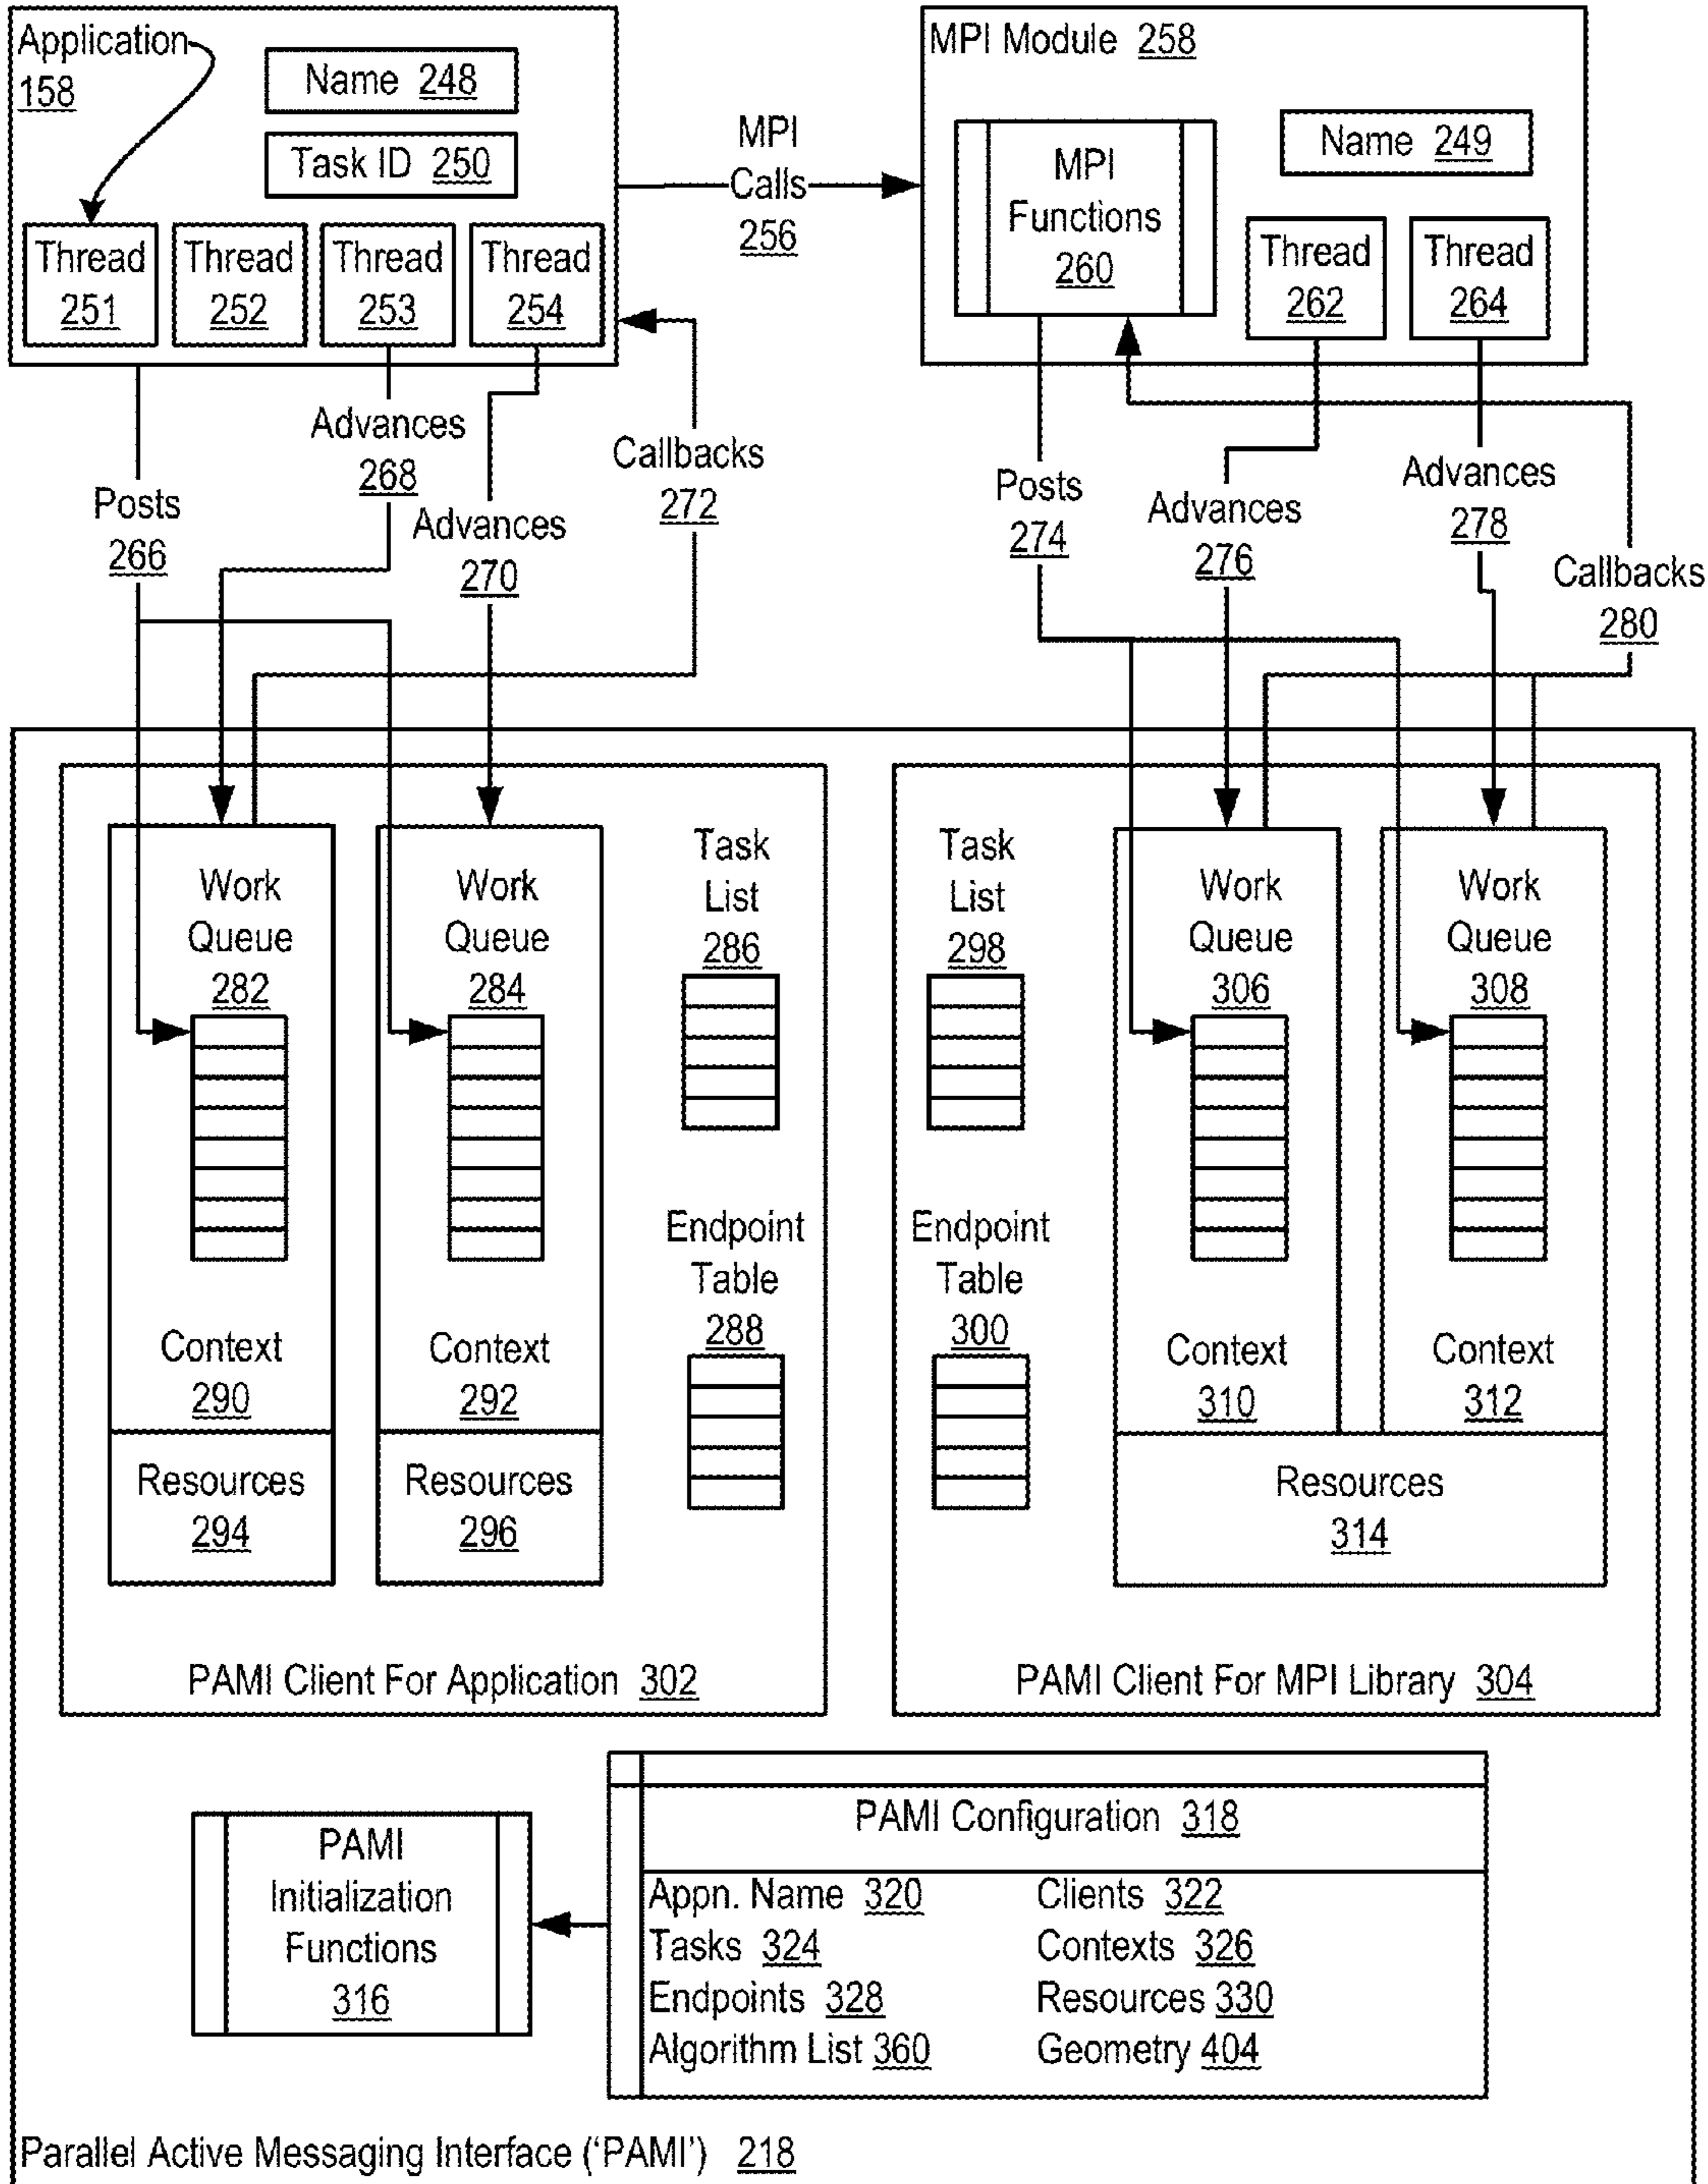 Application
158
Name 248
Task ID 250
Thread
251
Thread
252
Thread
253
Thread
254
MPI
Calls
256
MPI Module 258
MPI
Functions
260
Name 249
Thread
262
Thread
264
Posts
266
Advances
268
Advances
270
Callbacks
272
Posts
274
Advances
276
Advances
278
Callbacks
280
Work
Queue
282
Context
290
Resources
294
Work
Queue
284
Context
292
Resources
296
Task
List
286
Endpoint
Table
288
PAMI Client For Application 302
Task
List
298
Endpoint
Table
300
Work
Queue
306
Context
310
Work
Queue
308
Context
312
Resources
314
PAMI Client For MPI Library 304
PAMI
Initialization
Functions
316
PAMI Configuration 318
Appn. Name 320 Clients 322
Tasks 324 Contexts 326
Endpoints 328 Resources 330
Algorithm List 360 Geometry 404
Parallel Active Messaging Interface (‘PAMI’) 218